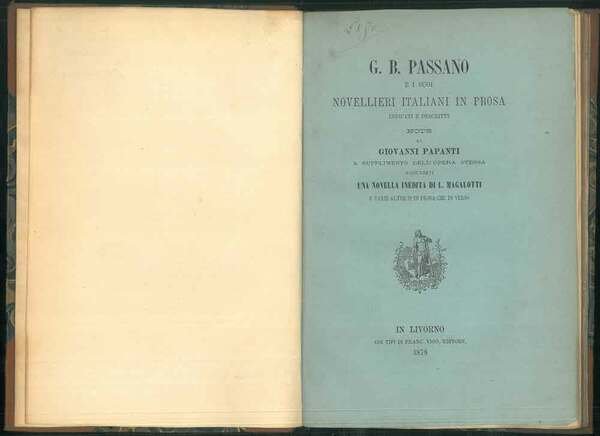 G. B. PASSANO
E I SUOI
NOVELLIERI ITALIANI IN PROSA
INDICATI E DESCRITTI
NOTE
DI
GIOVANNI PAPANTI
A SUPPLIMENTO DELL'OPERA STESSA
AGGIUNTEVI
UNA NOVELLA INEDITA DI L. MAGALOTTI
E VARIE ALTRE IN PROSA CHE IN VERSO
IN LIVORNO
COI TIPI DI FRANC. VIGO, EDITORE.
1878